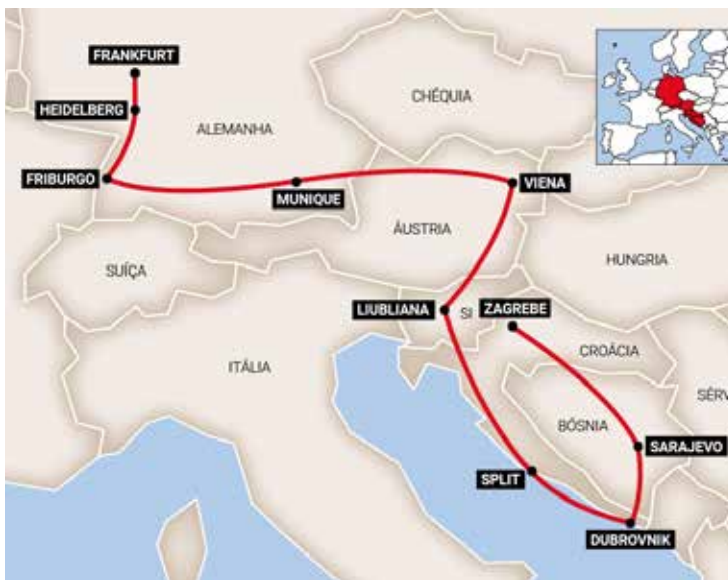 FRANKFURT
CHÉQUIA
HEIDELBERG
ALEMANHA
FRIBURGO
MUNIQUE
VIENA
ÁUSTRIA
SUÍÇA
HUNGRIA
LIUBLIANA
SI
ZAGREBE
CROÁCIA
ITÁLIA
SÉRV
BÓSNIA
SARAJEVO
SPLIT
DUBROVNIK